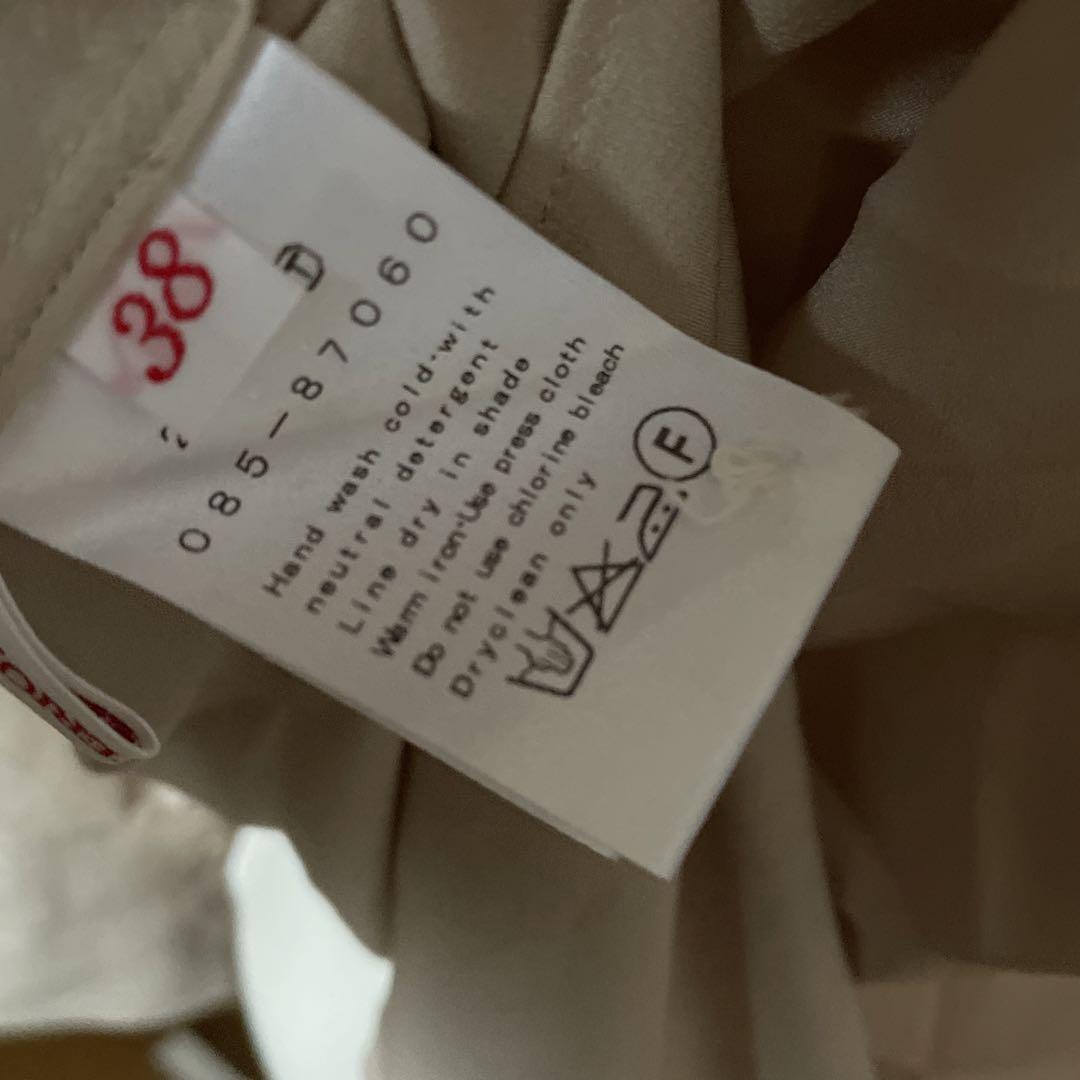 38
085-87060
Hand wash cold-with
neutral detergent
Line dry in shade
Warm iron-Use press cloth
Do not use chlorine bleach
Dryclean only
F